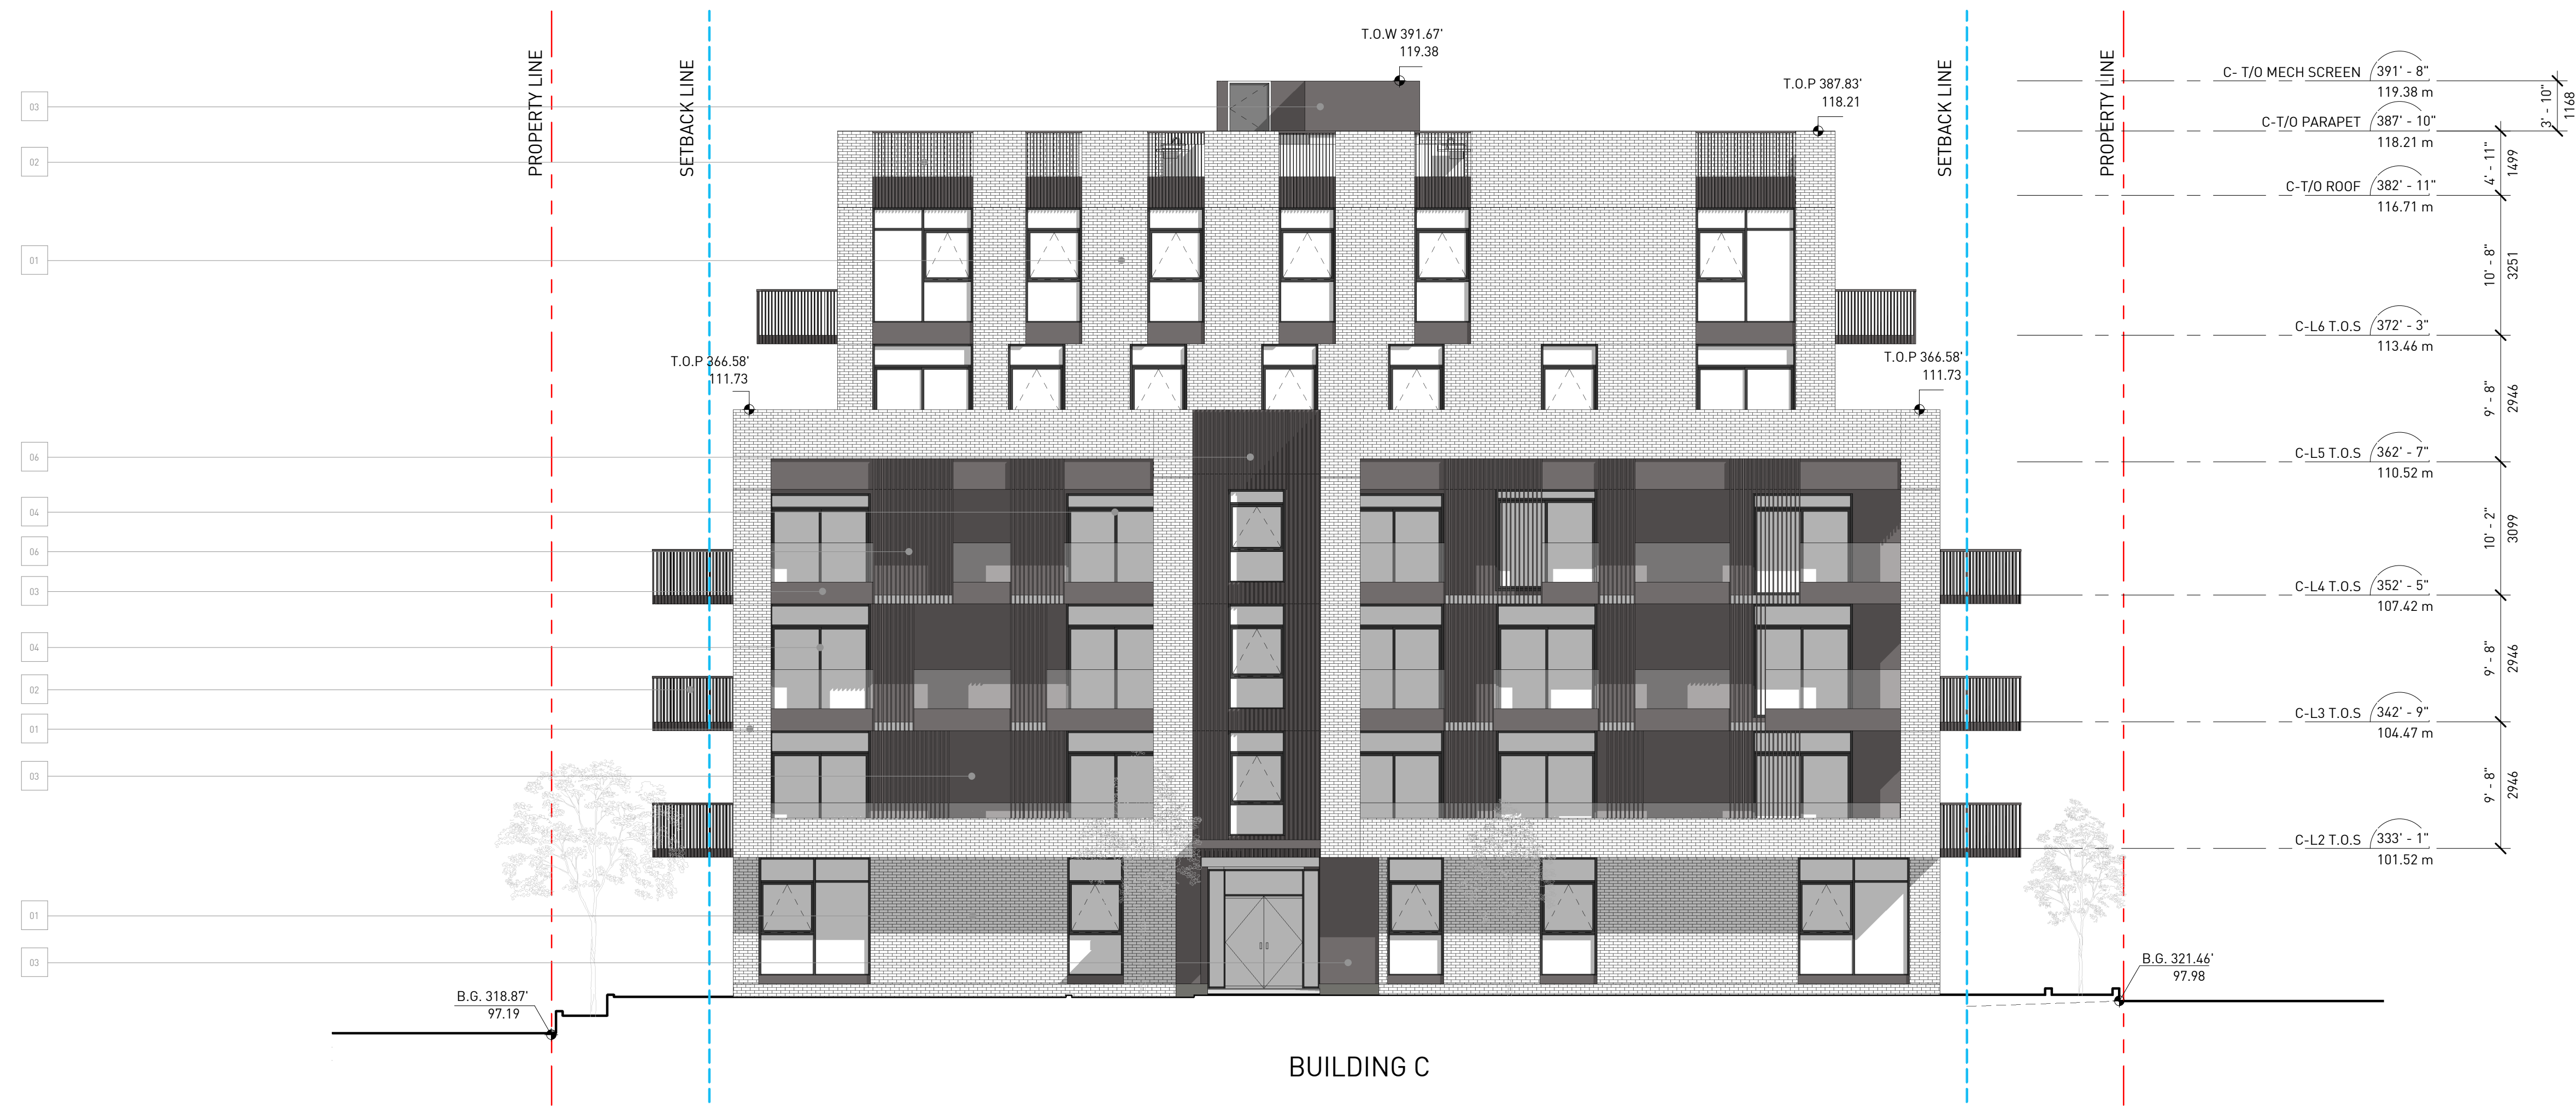 T.O.W 391.67'
119.38
T.O.P 387.83'
118.21
PROPERTY LINE
SETBACK LINE
SETBACK LINE
PROPERTY LINE
C- T/O MECH SCREEN 391' - 8"
119.38 m
3' - 10"
1168
C-T/O PARAPET 387' - 10"
118.21 m
4' - 11"
1499
C-T/O ROOF 382' - 11"
116.71 m
10' - 8"
3251
C-L6 T.O.S 372' - 3"
113.46 m
9' - 8"
2946
C-L5 T.O.S 362' - 7"
110.52 m
10' - 2"
3099
C-L4 T.O.S 352' - 5"
107.42 m
9' - 8"
2946
C-L3 T.O.S 342' - 9"
104.47 m
9' - 8"
2946
C-L2 T.O.S 333' - 1"
101.52 m
03
02
01
06
04
06
03
04
02
01
03
01
03
T.O.P 366.58'
111.73
T.O.P 366.58'
111.73
B.G. 318.87'
97.19
B.G. 321.46'
97.98
BUILDING C